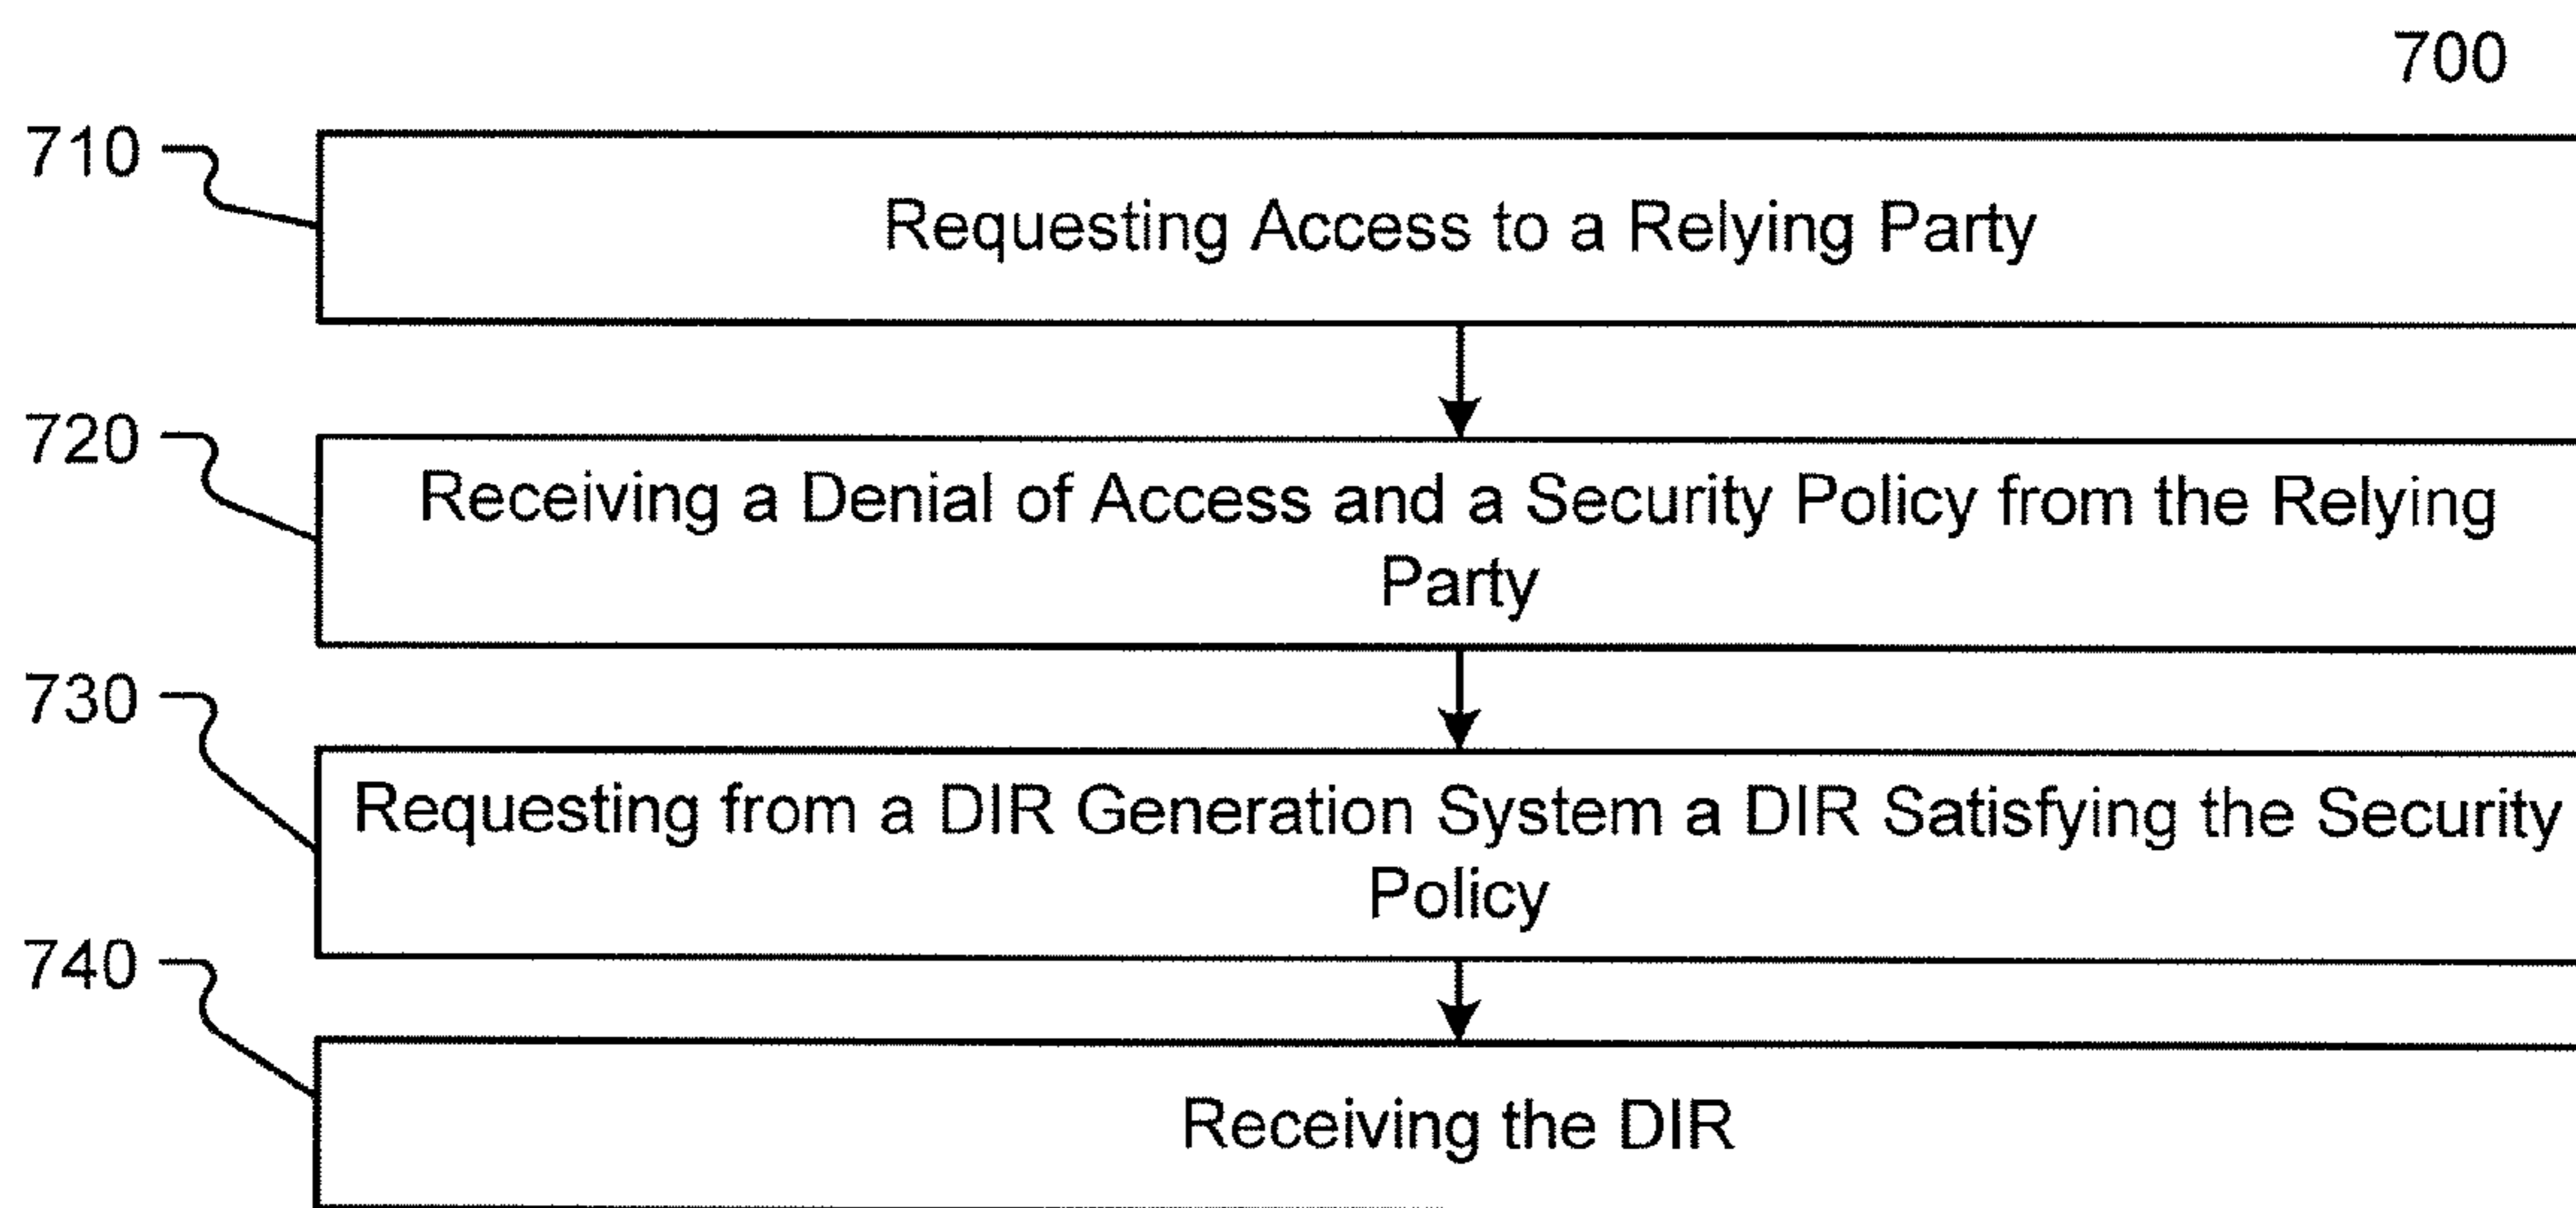 700
710
Requesting Access to a Relying Party
720
Receiving a Denial of Access and a Security Policy from the Relying
Party
730
Requesting from a DIR Generation System a DIR Satisfying the Security
Policy
740
Receiving the DIR